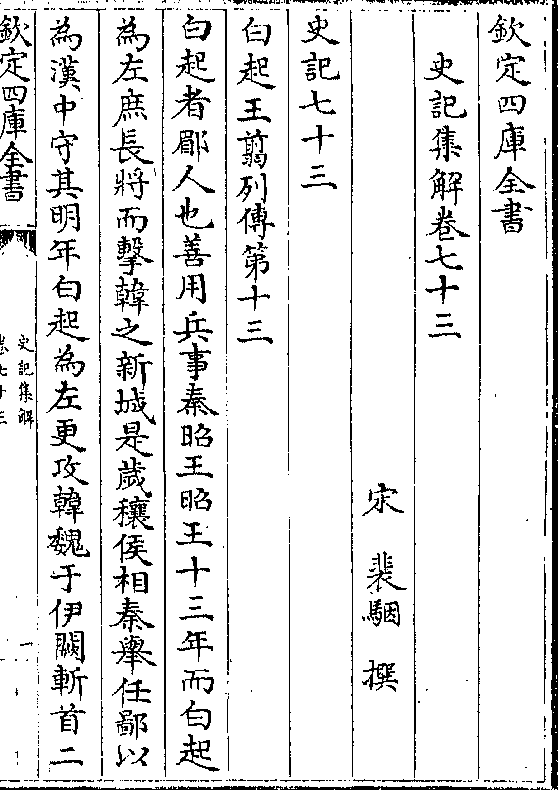 欽定四庫全書
史記集解卷七十三
宋 裴駰 撰
史記七十三
白起王翦列傳第十三
白起者郿人也善用兵事秦昭王昭王十三年而白起
為左庶長將而擊韓之新城是歲穰侯相秦舉任鄙以
為漢中守其明年白起為左更攻韓魏于伊闕斬首二
欽定四庫全書
史記集解
卷七十三
一